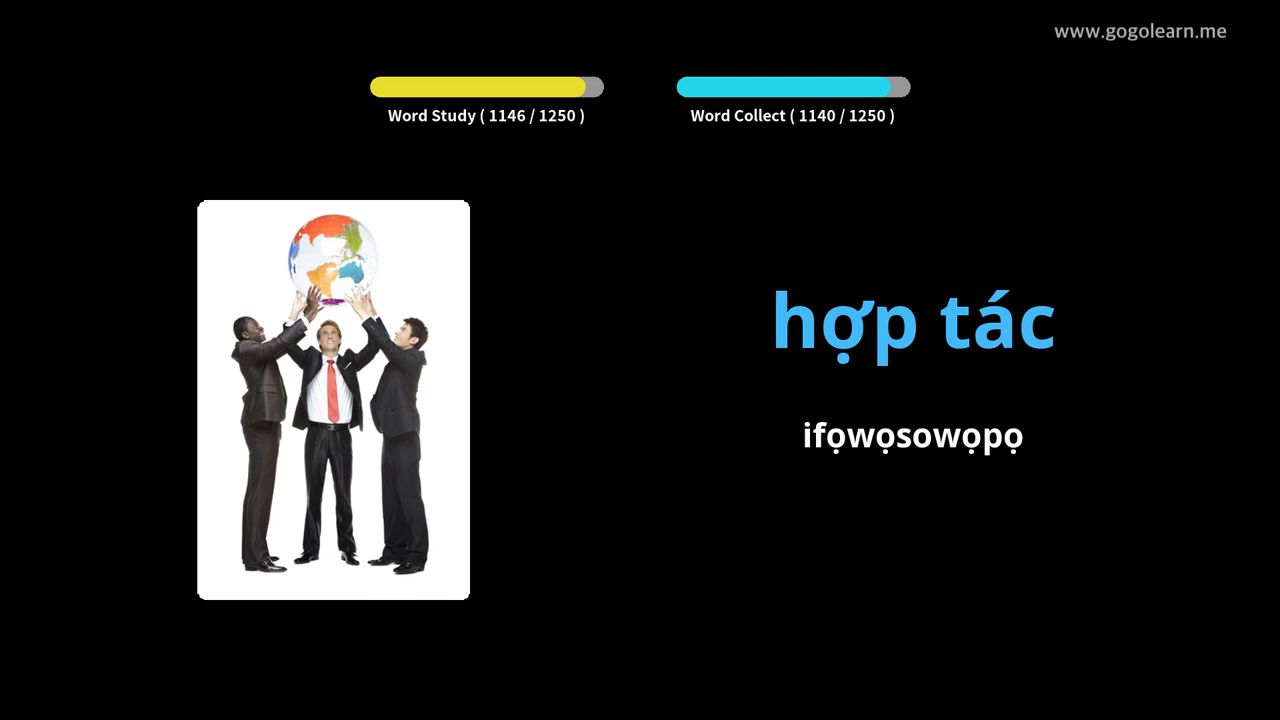 www.gogolearn.me
Word Study ( 1146 / 1250 )
Word Collect ( 1140 / 1250 )
hợp tác
ifọwọsowọpọ